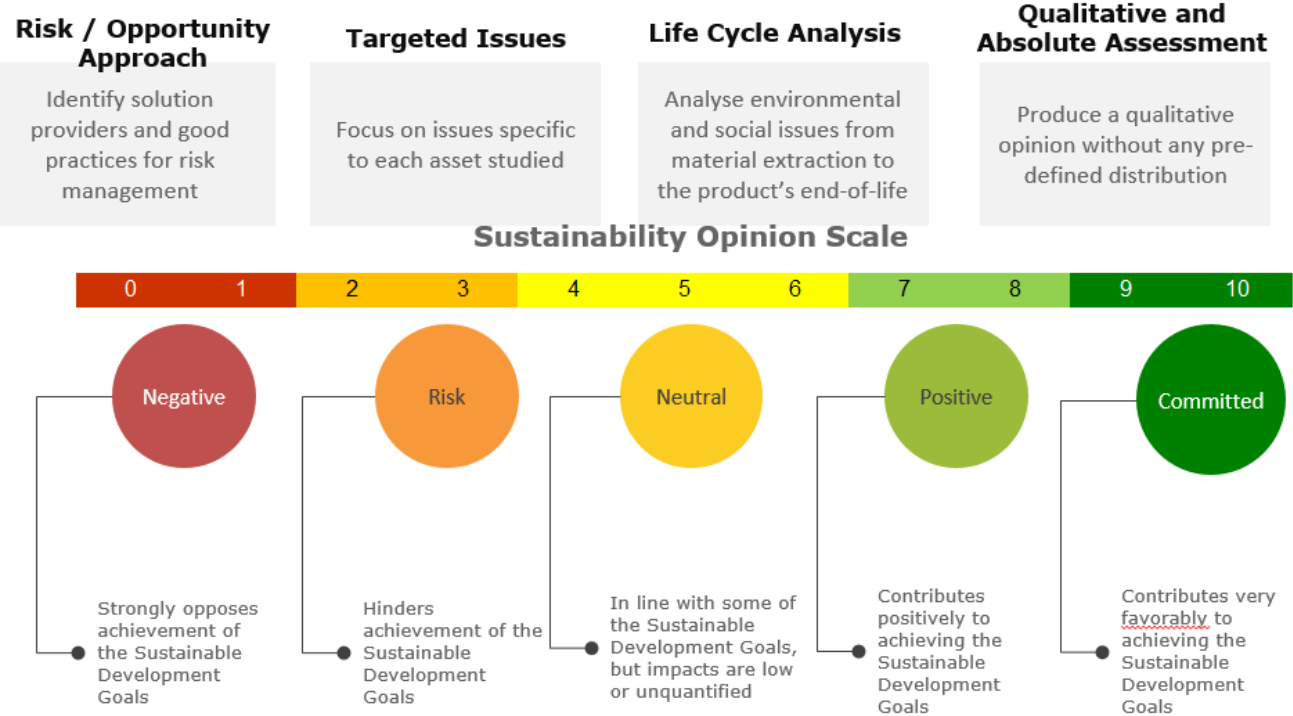 Risk / Opportunity
Approach
Identify solution
providers and good
practices for risk
management
Targeted Issues
Focus on issues specific
to each asset studied
Life Cycle Analysis
Analyse environmental
and social issues from
material extraction to
the product’s end-of-life
Qualitative and
Absolute Assessment
Produce a qualitative
opinion without any pre-
defined distribution
Sustainability Opinion Scale
0 1 2 3 4 5 6 7 8 9 10
Negative
Risk
Neutral
Positive
Committed
Strongly opposes
achievement of
the Sustainable
Development
Goals
Hinders
achievement of the
Sustainable
Development
Goals
In line with some of
the Sustainable
Development Goals,
but impacts are low
or unquantified
Contributes
positively to
achieving the
Sustainable
Development
Goals
Contributes very
favorably to
achieving the
Sustainable
Development
Goals